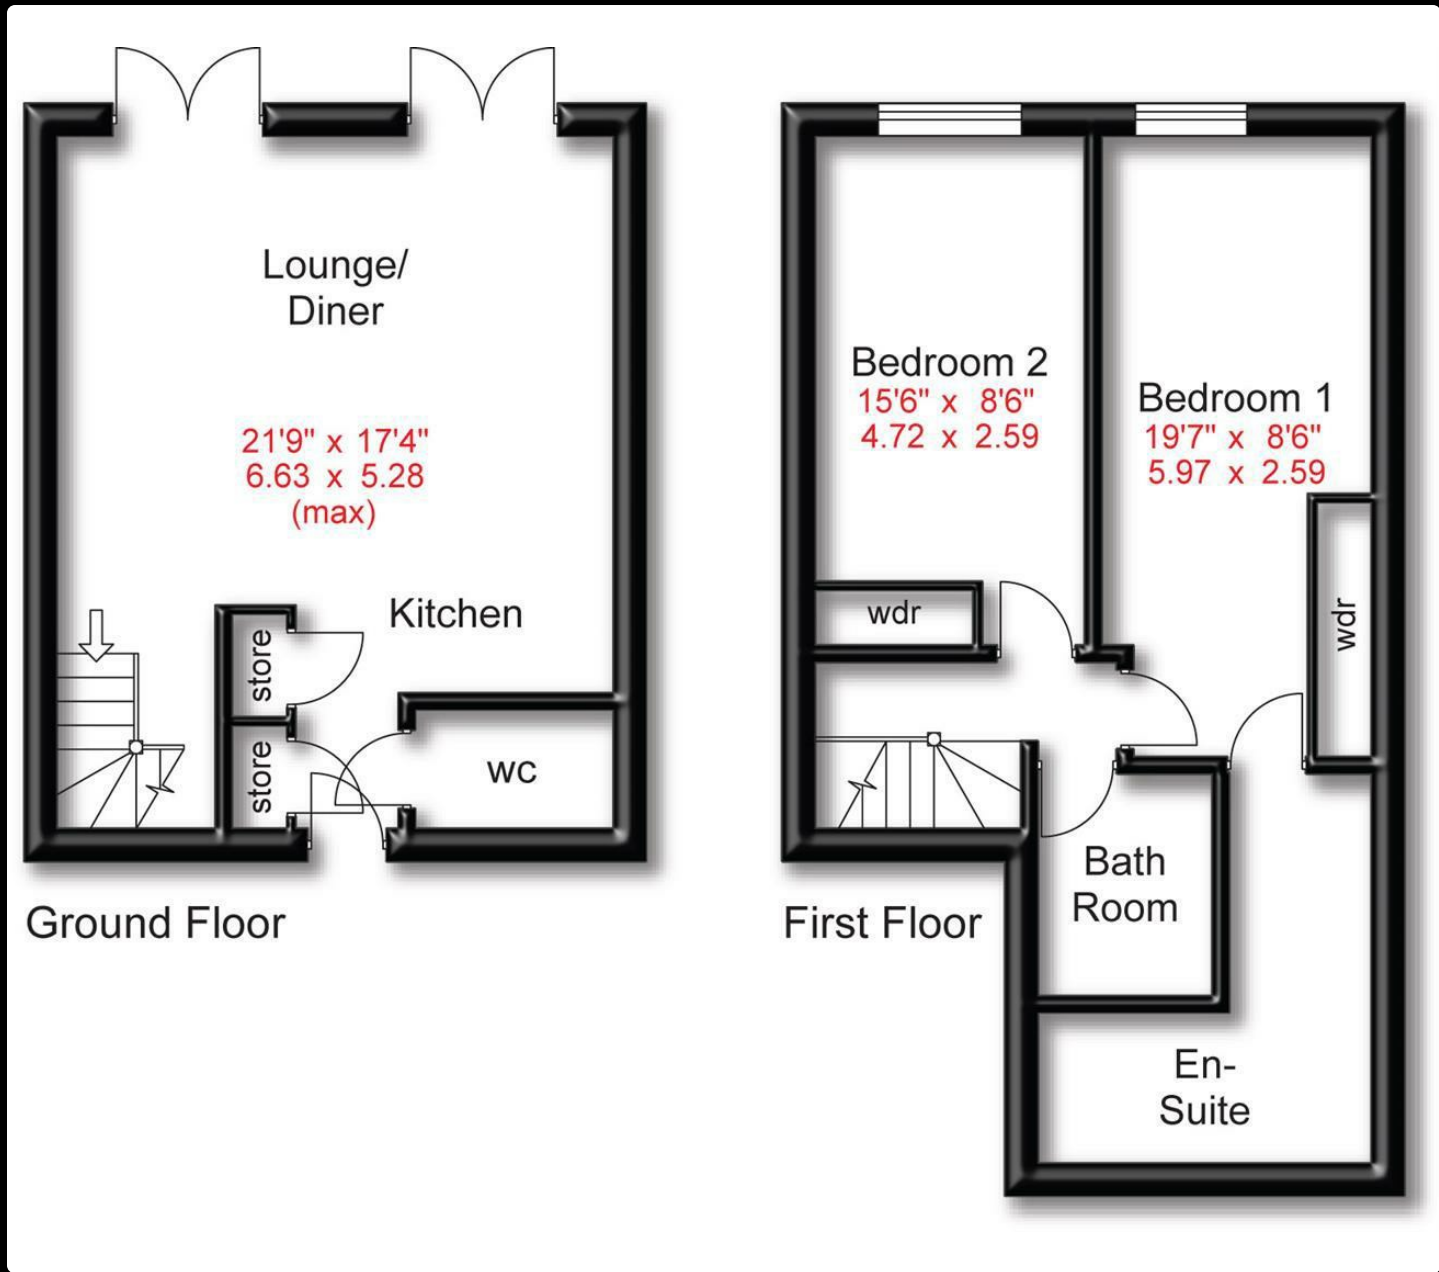 Lounge/
Diner
21'9" x 17'4"
6.63 x 5.28
(max)
Kitchen
store
store
wc
Ground Floor
Bedroom 2
15'6" x 8'6"
4.72 x 2.59
Bedroom 1
19'7" x 8'6"
5.97 x 2.59
wdr
wdr
Bath
Room
En-
Suite
First Floor